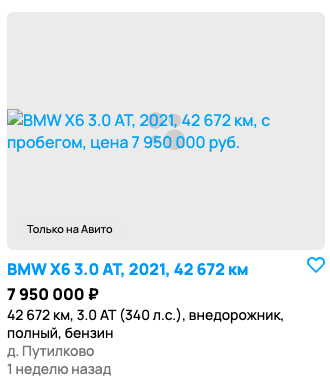 BMW X6 3.0 AT, 2021, 42 672 км, с
пробегом, цена 7 950 000 руб.
Только на Авито
BMW X6 3.0 AT, 2021, 42 672 км
7 950 000 ₽
42 672 км, 3.0 AT (340 л.с.), внедорожник,
полный, бензин
д. Путилково
1 неделю назад